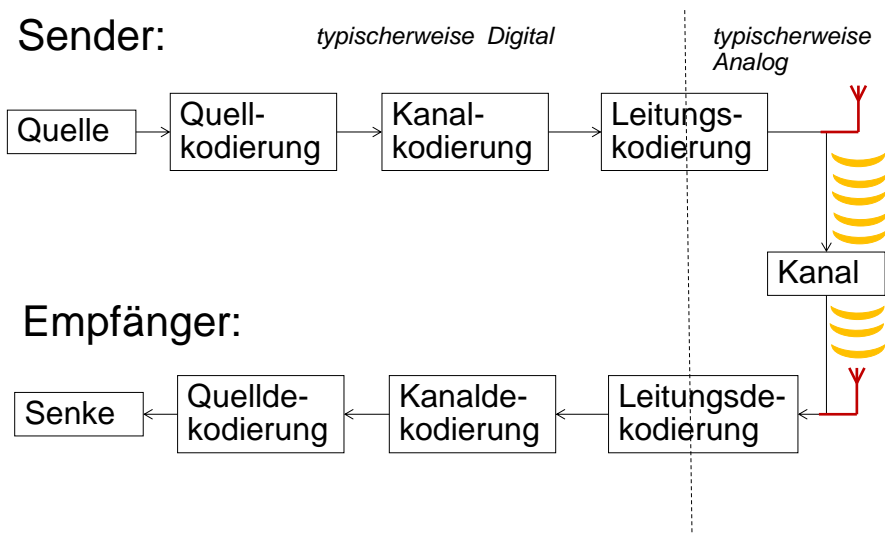 Sender:
typischerweise Digital
typischerweise
Analog
Quelle
Quell-
kodierung
Kanal-
kodierung
Leitungs-
kodierung
Kanal
Empfänger:
Senke
Quellde-
kodierung
Kanalde-
kodierung
Leitungsde-
kodierung